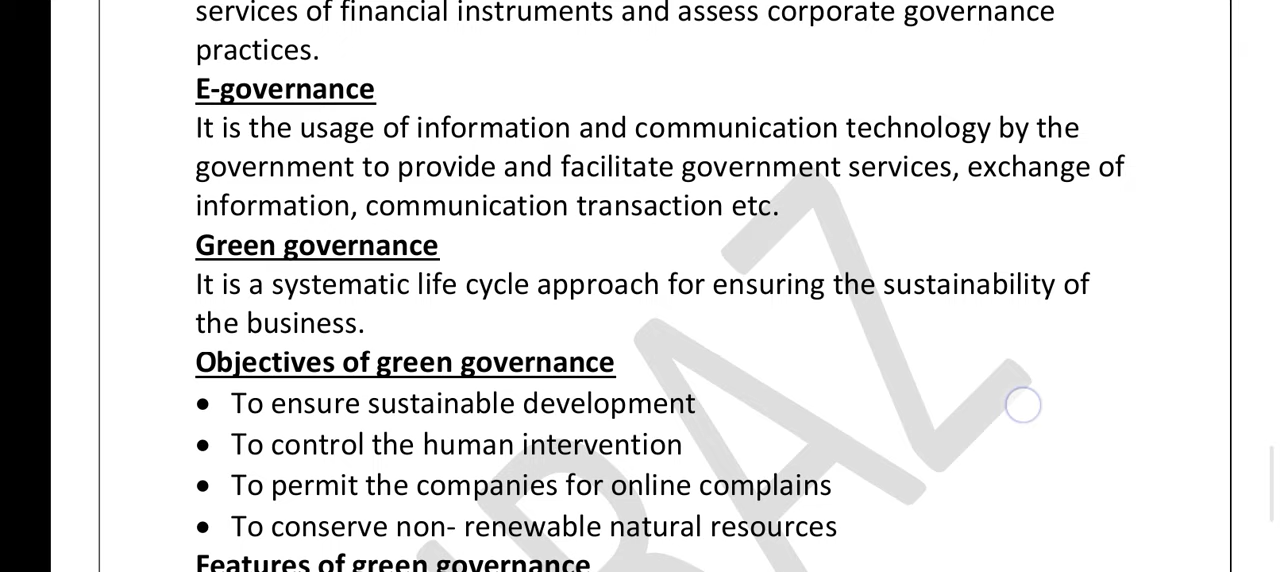 services of financial instruments and assess corporate governance
practices.
E-governance
It is the usage of information and communication technology by the
government to provide and facilitate government services, exchange of
information, communication transaction etc.
Green governance
It is a systematic life cycle approach for ensuring the sustainability of
the business.
Objectives of green governance
• To ensure sustainable development
• To control the human intervention
• To permit the companies for online complains
• To conserve non- renewable natural resources
Features of green governance